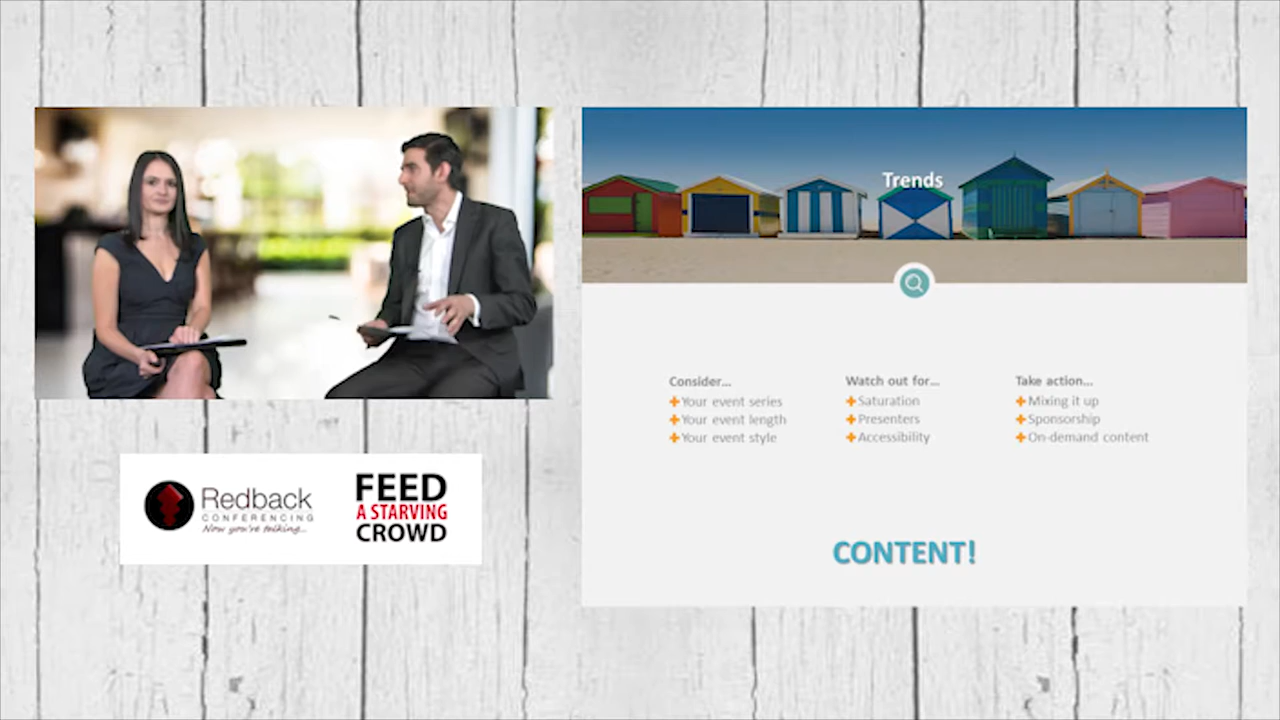 Trends
Consider...
Your event series
Your event length
Your event style
Watch out for...
Saturation
Presenters
Accessibility
Take action...
Mixing it up
Sponsorship
On-demand content
CONTENT!
Redback
CONFERENCING
Now you're talking...
FEED
A STARVING
CROWD